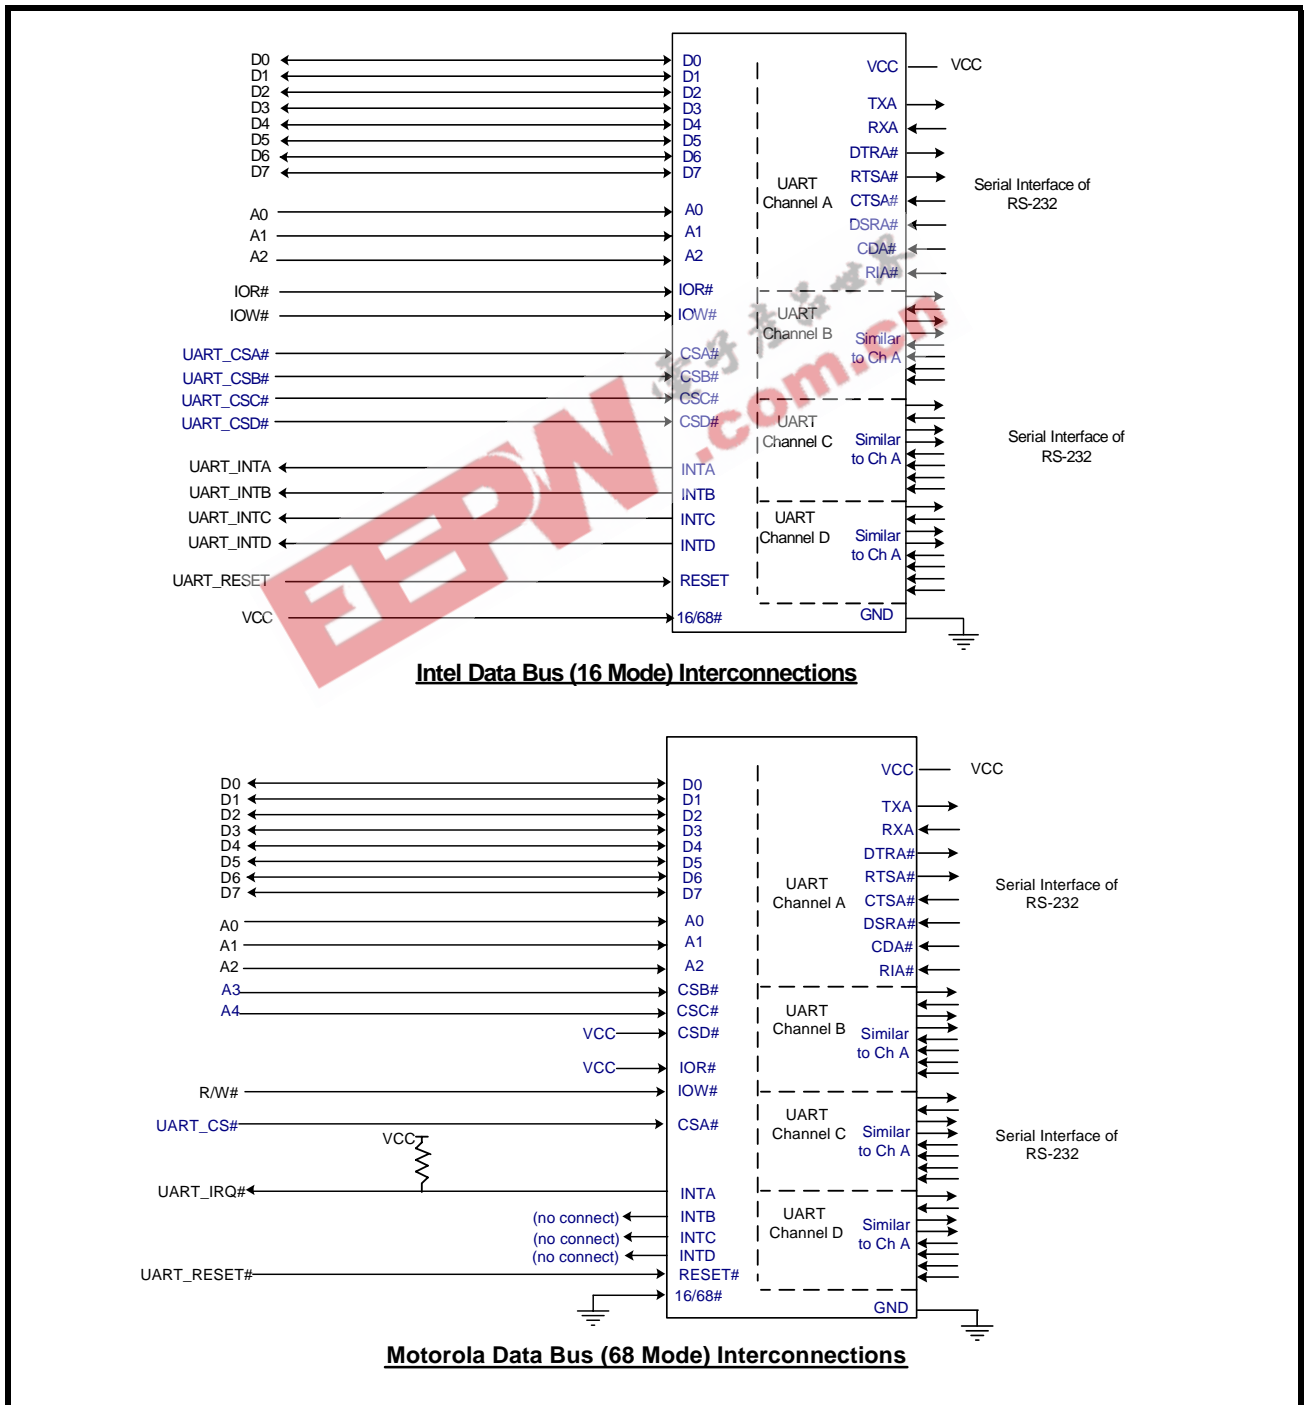 D0 D0
D1 D1
D2 D2
D3 D3
D4 D4
D5 D5
D6 D6
D7 D7
A0 A0
A1 A1
A2 A2
IOR# IOR#
IOW# IOW#
UART_CSA# CSA#
UART_CSB# CSB#
UART_CSC# CSC#
UART_CSD# CSD#
UART_INTA INTA
UART_INTB INTB
UART_INTC INTC
UART_INTD INTD
UART_RESET RESET
VCC 16/68#
VCC VCC
TXA
RXA
DTRA#
RTSA#
CTSA#
DSRA#
CDA#
RIA#
UART
Channel A
Serial Interface of
RS-232
UART
Channel B
Similar
to Ch A
UART
Channel C
Similar
to Ch A
Serial Interface of
RS-232
UART
Channel D
Similar
to Ch A
GND
EEPW.com.cn
电子产品世界
Intel Data Bus (16 Mode) Interconnections
D0 D0
D1 D1
D2 D2
D3 D3
D4 D4
D5 D5
D6 D6
D7 D7
A0 A0
A1 A1
A2 A2
A3 CSB#
A4 CSC#
VCC CSD#
VCC IOR#
R/W# IOW#
UART_CS# CSA#
VCC
UART_IRQ# INTA
(no connect) INTB
(no connect) INTC
(no connect) INTD
UART_RESET# RESET#
16/68#
VCC VCC
TXA
RXA
DTRA#
RTSA#
CTSA#
DSRA#
CDA#
RIA#
UART
Channel A
Serial Interface of
RS-232
UART
Channel B
Similar
to Ch A
UART
Channel C
Similar
to Ch A
Serial Interface of
RS-232
UART
Channel D
Similar
to Ch A
GND
Motorola Data Bus (68 Mode) Interconnections